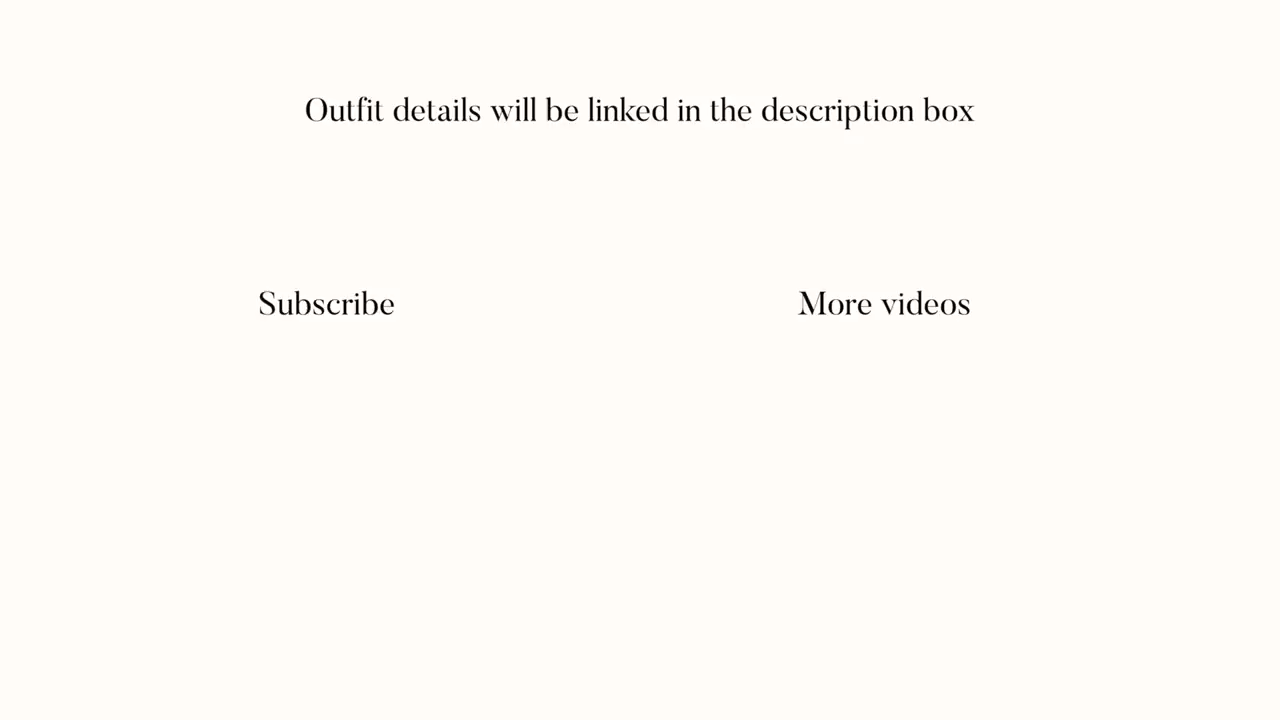 Outfit details will be linked in the description box
Subscribe
More videos